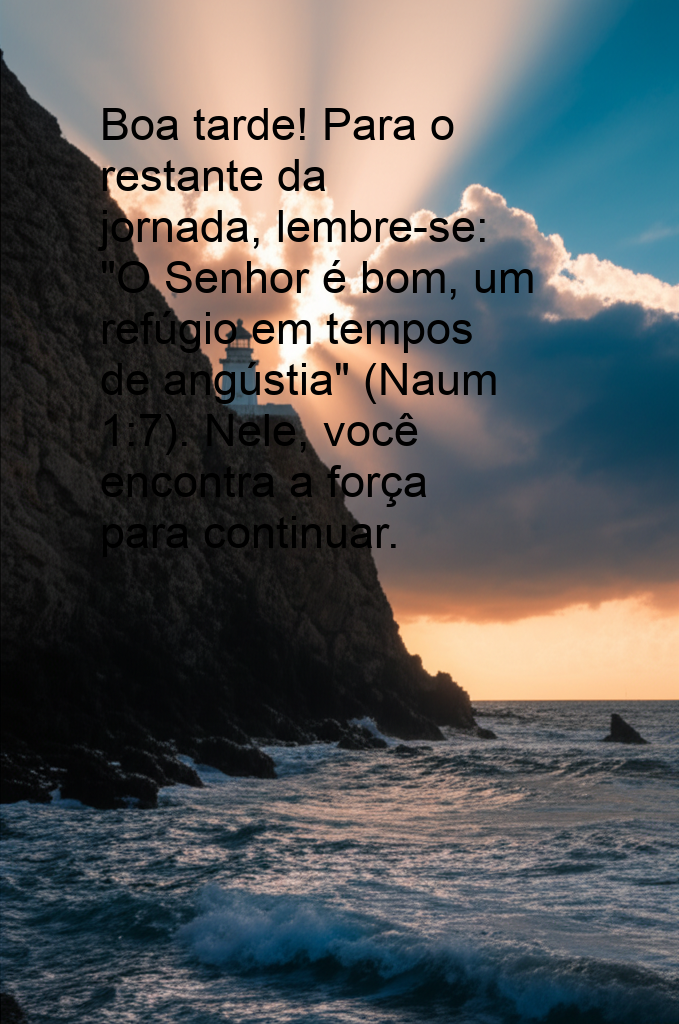 Boa tarde! Para o
restante da
jornada, lembre-se:
"O Senhor é bom, um
refúgio em tempos
de angústia" (Naum
1:7). Nele, você
encontra a força
para continuar.